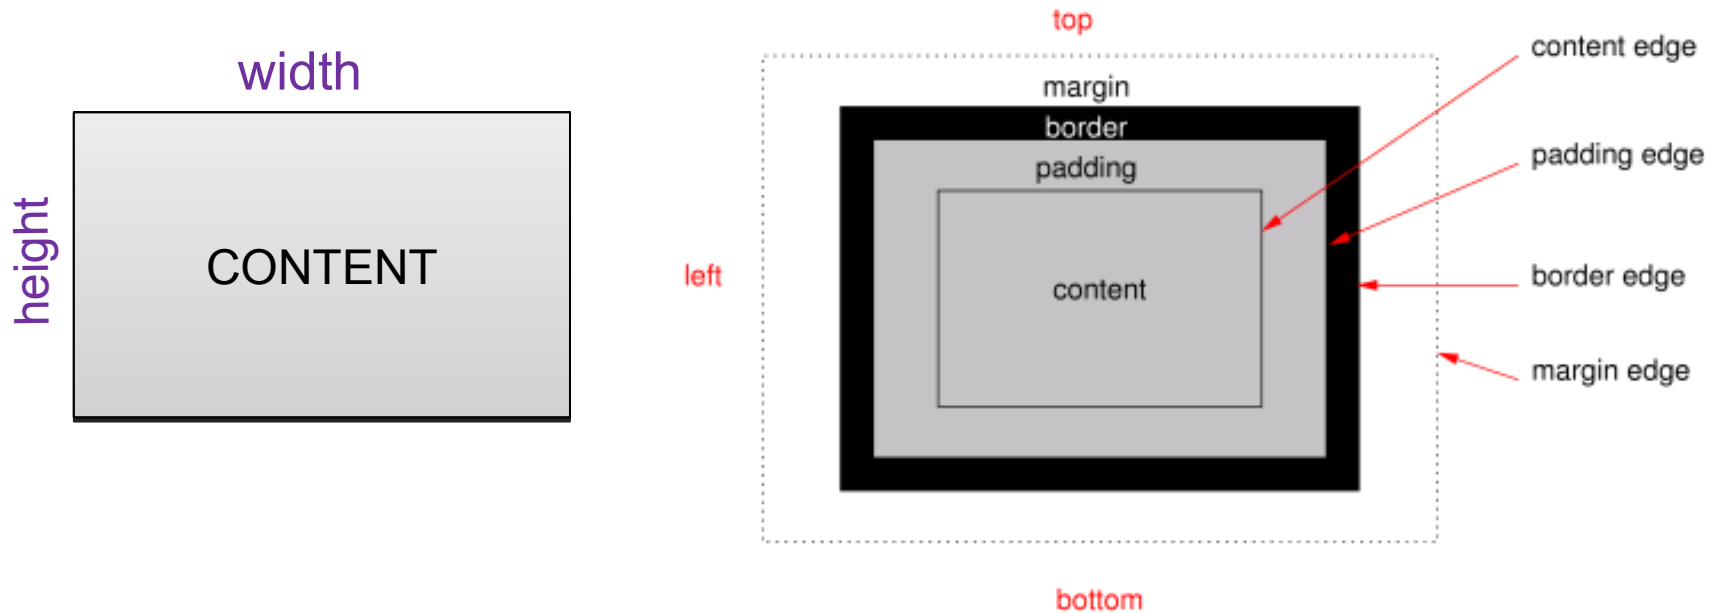 width
height
CONTENT
top
margin
border
padding
content
left
bottom
content edge
padding edge
border edge
margin edge